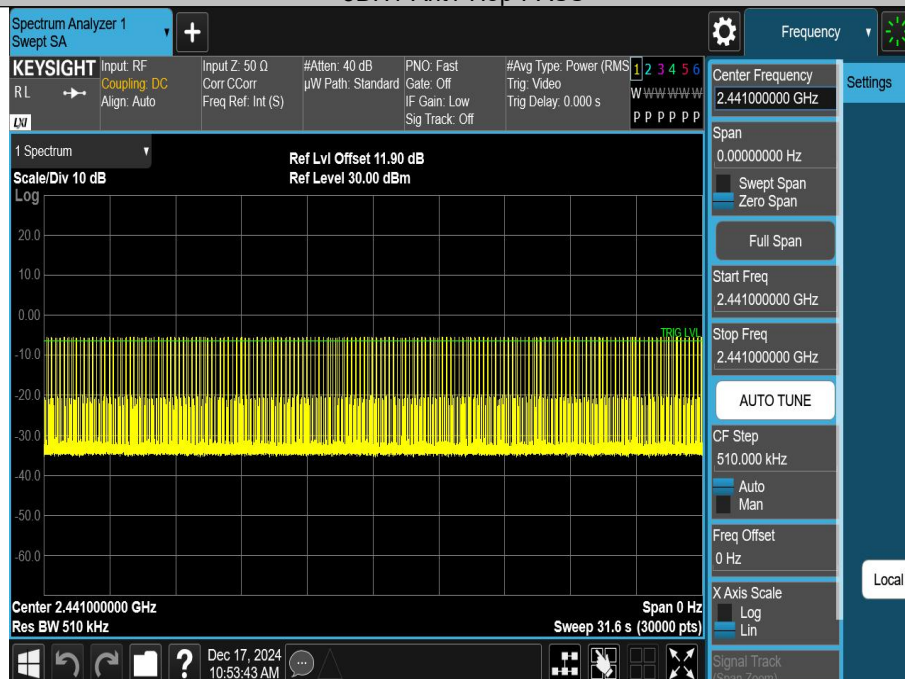 Spectrum Analyzer 1
Swept SA
+
Frequency
KEYSIGHT
RL
LXI
Input: RF
Coupling: DC
Align: Auto
Input Z: 50 Ω
Corr CCorr
Freq Ref: Int (S)
#Atten: 40 dB
µW Path: Standard
PNO: Fast
Gate: Off
IF Gain: Low
Sig Track: Off
#Avg Type: Power (RMS
Trig: Video
Trig Delay: 0.000 s
1 2 3 4 5 6
W W W W W W
P P P P P P
1 Spectrum
Scale/Div 10 dB
Log
Ref Lvl Offset 11.90 dB
Ref Level 30.00 dBm
20.0
10.0
0.00
-10.0
-20.0
-30.0
-40.0
-50.0
-60.0
TRIG LVL
Center 2.441000000 GHz
Res BW 510 kHz
Span 0 Hz
Sweep 31.6 s (30000 pts)
Center Frequency
2.441000000 GHz
Settings
Span
0.00000000 Hz
Swept Span
Zero Span
Full Span
Start Freq
2.441000000 GHz
Stop Freq
2.441000000 GHz
AUTO TUNE
CF Step
510.000 kHz
Auto
Man
Freq Offset
0 Hz
Local
X Axis Scale
Log
Lin
Signal Track
(Span Zoom)
?
Dec 17, 2024
10:53:43 AM